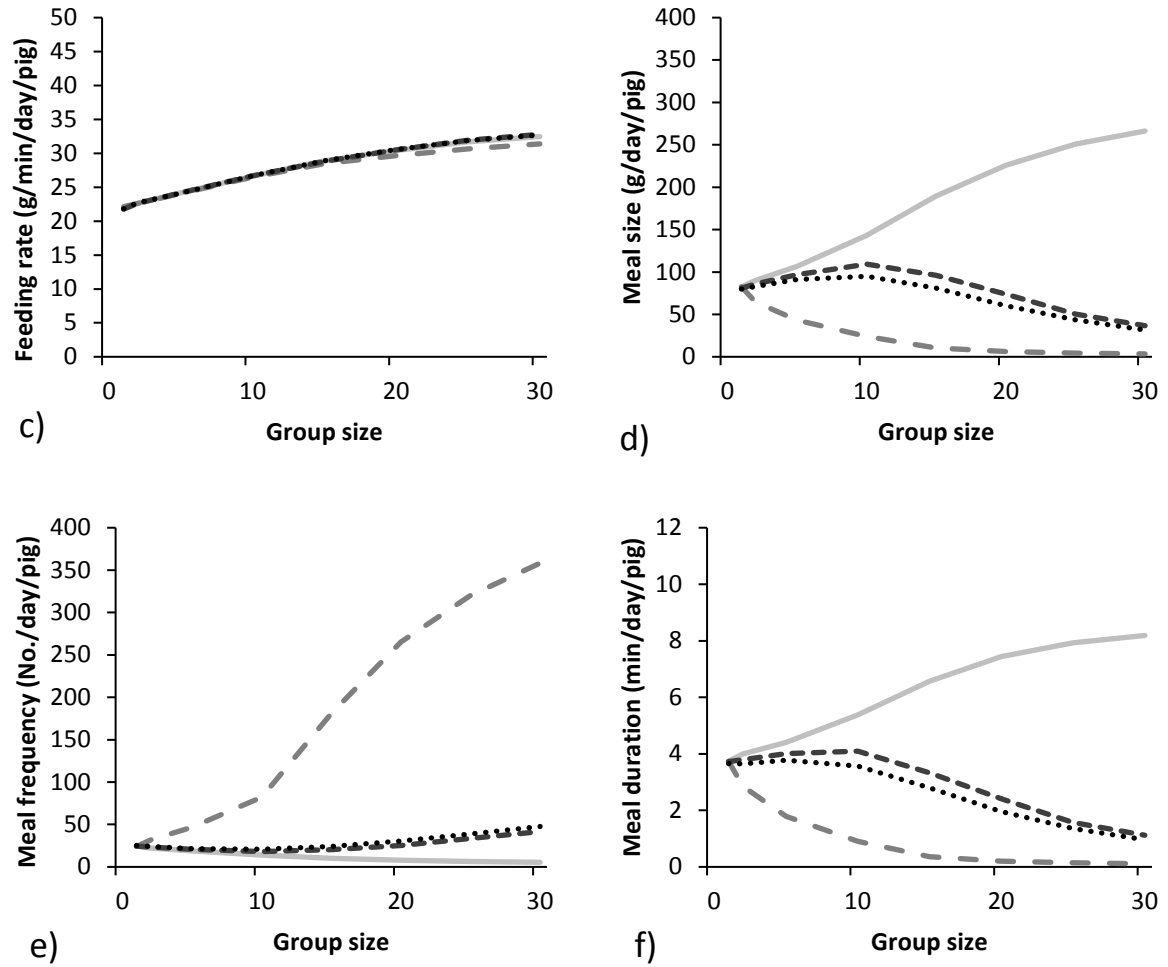 50
45
40
35
30
25
20
15
10
5
0
Feeding rate (g/min/day/pig)
0 10 20 30
Group size
c)
400
350
300
250
200
150
100
50
0
Meal size (g/day/pig)
0 10 20 30
Group size
d)
400
350
300
250
200
150
100
50
0
Meal frequency (No./day/pig)
0 10 20 30
Group size
e)
12
10
8
6
4
2
0
Meal duration (min/day/pig)
0 10 20 30
Group size
f)